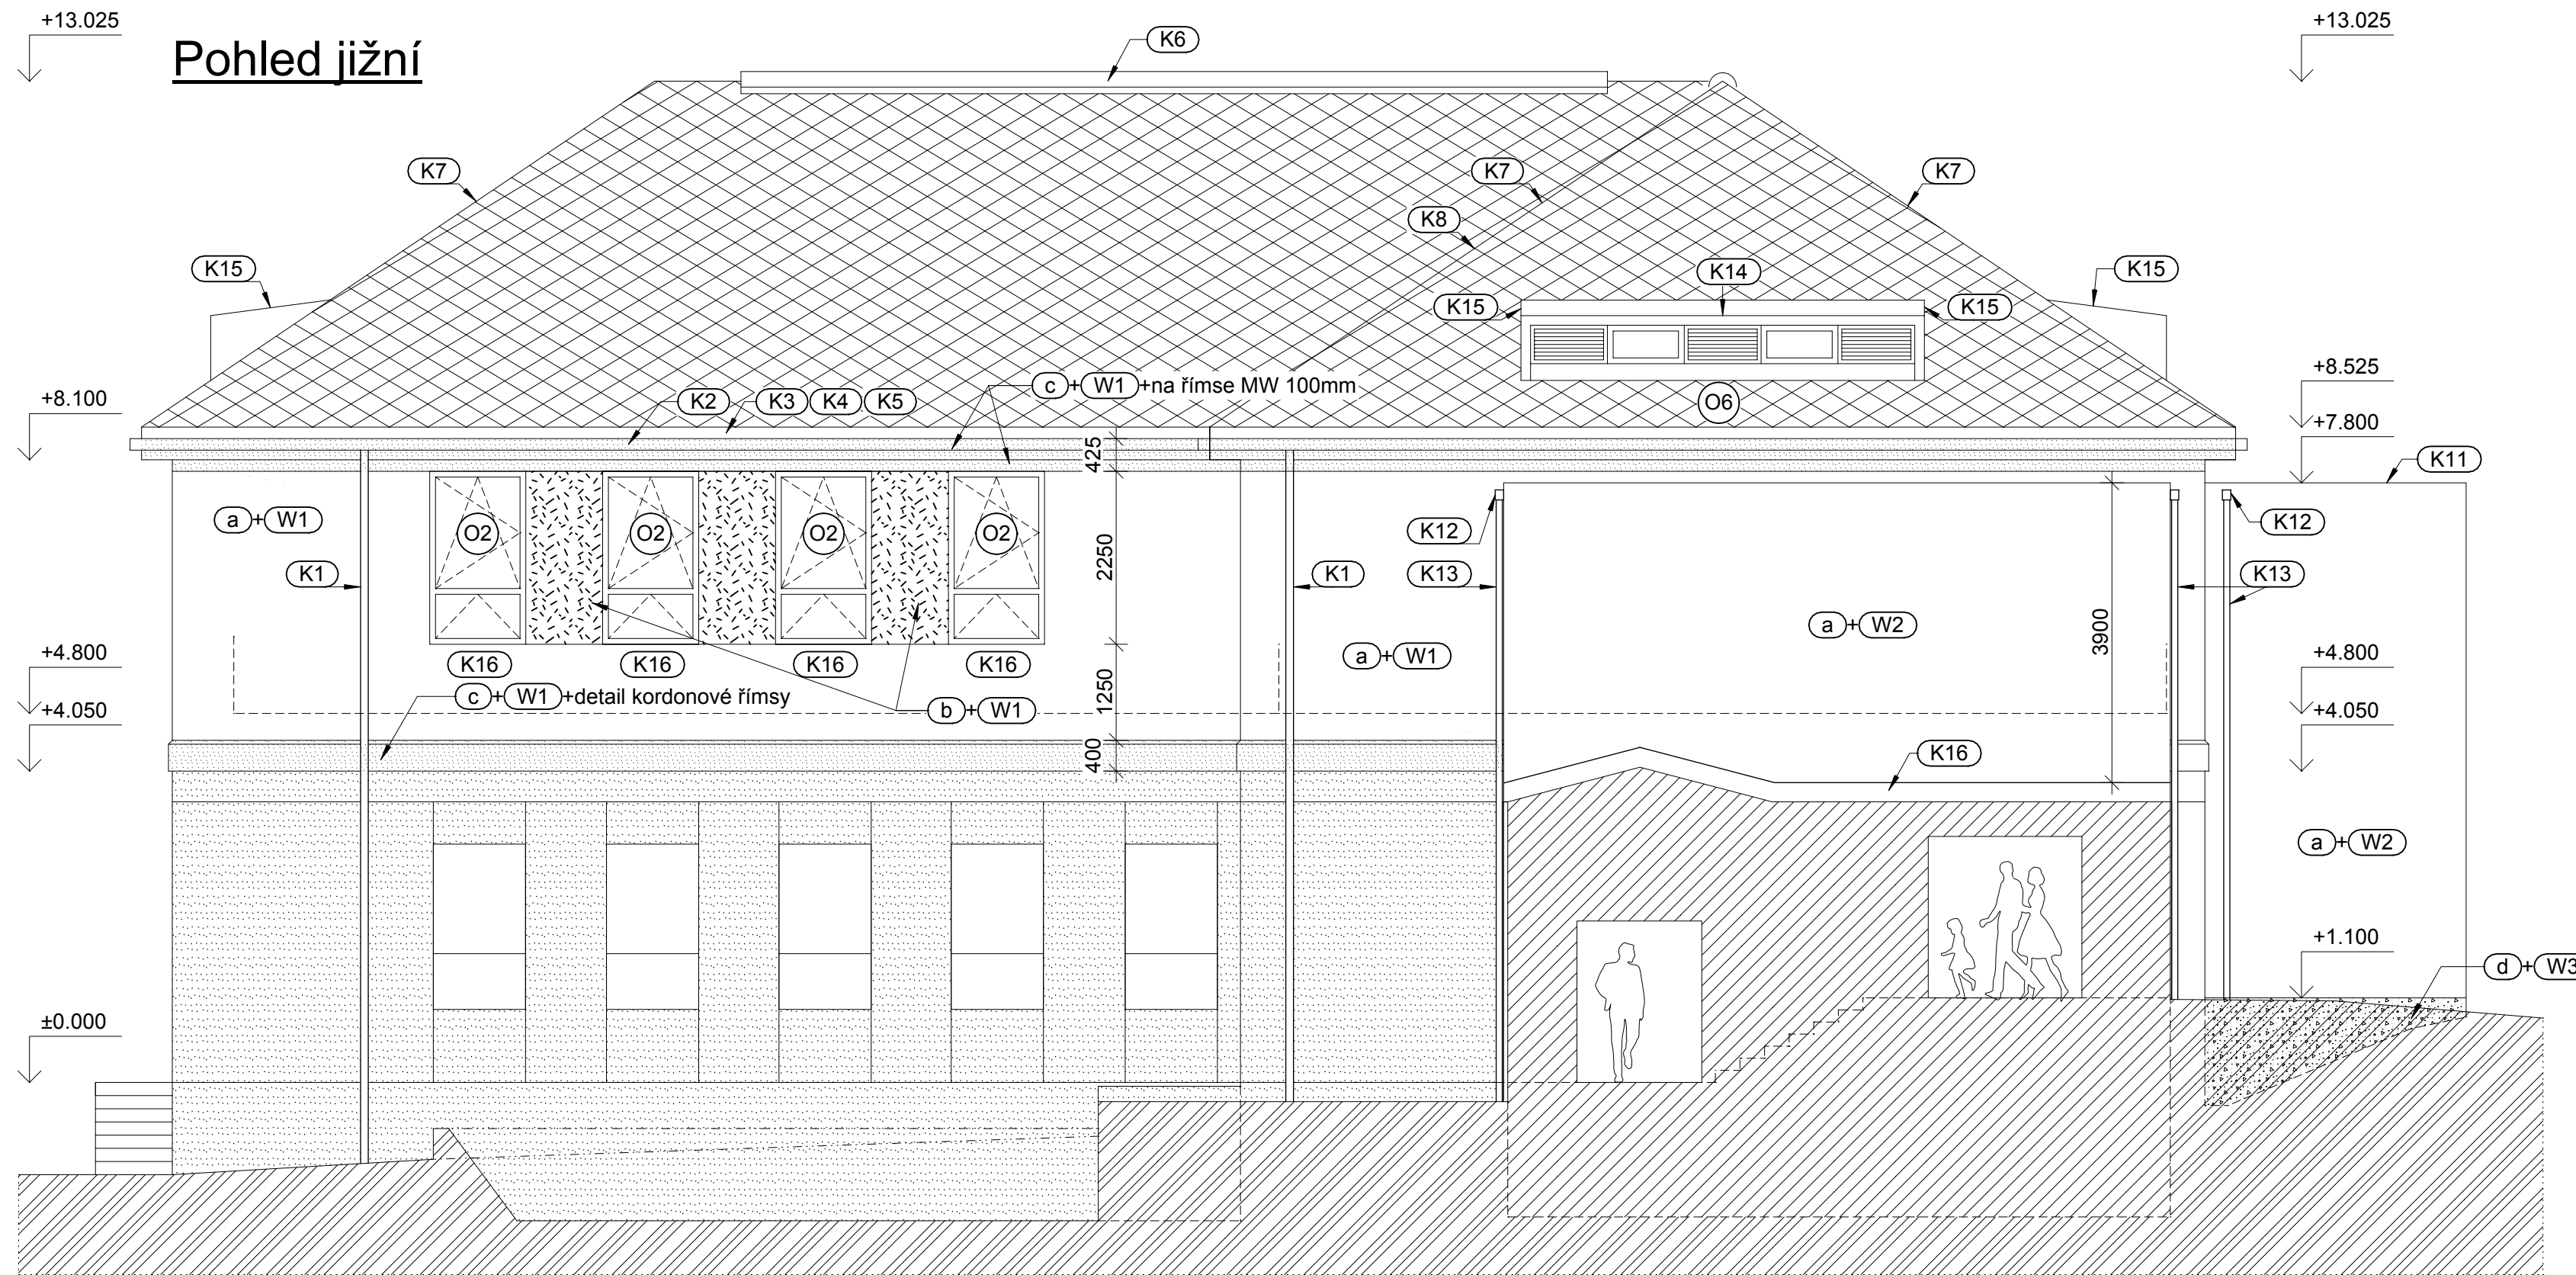 +13.025
+13.025
Pohled jižní
K6
K7
K7
K7
K8
K15
K14
K15
K15
K15
+8.100
K2
K3 K4 K5
c+W1+na římse MW 100mm
O6
+8.525
+7.800
425
K11
a+W1
O2
O2
O2
O2
K12
K12
2250
K1
K1
K13
K13
a+W2
3900
a+W1
+4.800
K16
K16
K16
K16
+4.800
c+W1+detail kordonové římsy
b+W1
1250
+4.050
+4.050
400
K16
a+W2
+1.100
d+W3
±0.000